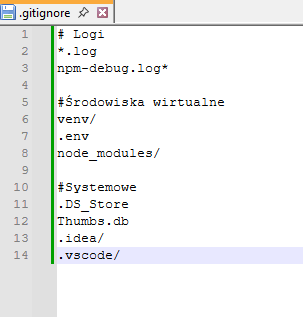 .gitignore
1 # Logi
2 *.log
3 npm-debug.log*
4
5 #Środowiska wirtualne
6 venv/
7 .env
8 node_modules/
9
10 #Systemowe
11 .DS_Store
12 Thumbs.db
13 .idea/
14 .vscode/